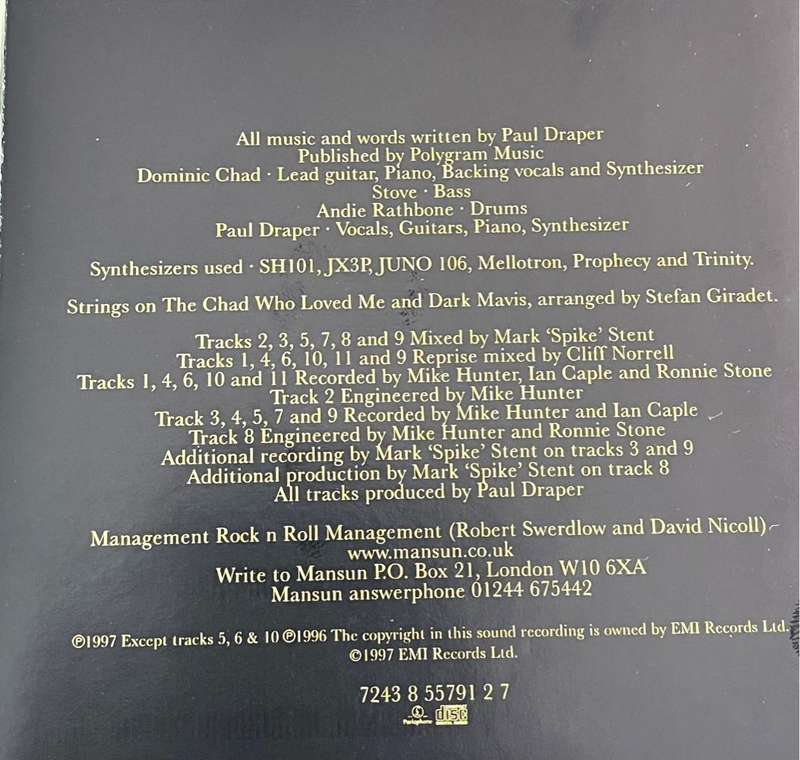 All music and words written by Paul Draper
Published by Polygram Music
Dominic Chad · Lead guitar, Piano, Backing vocals and Synthesizer
Stove · Bass
Andie Rathbone · Drums
Paul Draper · Vocals, Guitars, Piano, Synthesizer
Synthesizers used · SH101, JX3P, JUNO 106, Mellotron, Prophecy and Trinity.
Strings on The Chad Who Loved Me and Dark Mavis, arranged by Stefan Giradet.
Tracks 2, 3, 5, 7, 8 and 9 Mixed by Mark ‘Spike’ Stent
Tracks 1, 4, 6, 10, 11 and 9 Reprise mixed by Cliff Norrell
Tracks 1, 4, 6, 10 and 11 Recorded by Mike Hunter, Ian Caple and Ronnie Stone
Track 2 Engineered by Mike Hunter
Track 3, 4, 5, 7 and 9 Recorded by Mike Hunter and Ian Caple
Track 8 Engineered by Mike Hunter and Ronnie Stone
Additional recording by Mark ‘Spike’ Stent on tracks 3 and 9
Additional production by Mark ‘Spike’ Stent on track 8
All tracks produced by Paul Draper
Management Rock n Roll Management (Robert Swerdlow and David Nicoll)
www.mansun.co.uk
Write to Mansun P.O. Box 21, London W10 6XA
Mansun answerphone 01244 675442
℗1997 Except tracks 5, 6 & 10 ℗1996 The copyright in this sound recording is owned by EMI Records Ltd.
©1997 EMI Records Ltd.
7243 8 55791 2 7
Parlophone disc